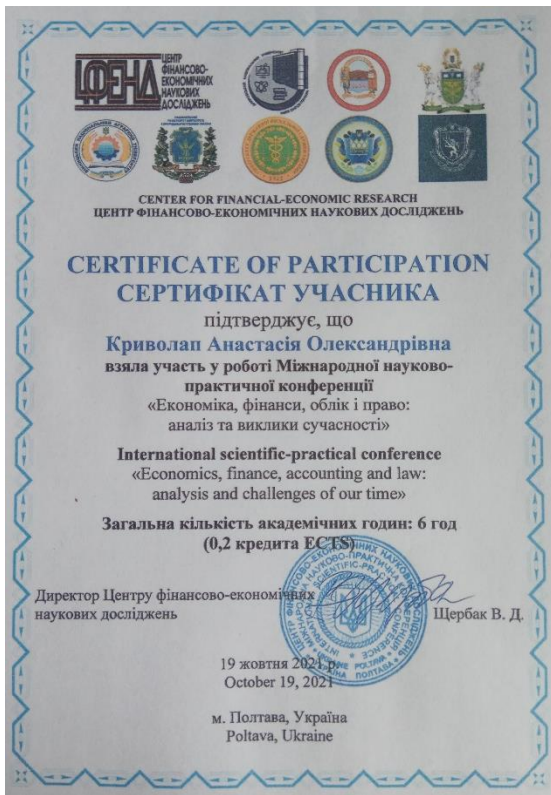 ЦФЕНД
ЦЕНТР
ФІНАНСОВО-
ЕКОНОМІЧНИХ
НАУКОВИХ
ДОСЛІДЖЕНЬ
CENTER FOR FINANCIAL-ECONOMIC RESEARCH
ЦЕНТР ФІНАНСОВО-ЕКОНОМІЧНИХ НАУКОВИХ ДОСЛІДЖЕНЬ
CERTIFICATE OF PARTICIPATION
СЕРТИФІКАТ УЧАСНИКА
підтверджує, що
Криволап Анастасія Олександрівна
взяла участь у роботі Міжнародної науково-
практичної конференції
«Економіка, фінанси, облік і право:
аналіз та виклики сучасності»
International scientific-practical conference
«Economics, finance, accounting and law:
analysis and challenges of our time»
Загальна кількість академічних годин: 6 год
(0,2 кредита ECTS)
Директор Центру фінансово-економічних
наукових досліджень
Щербак В. Д.
19 жовтня 2021 р.
October 19, 2021
м. Полтава, Україна
Poltava, Ukraine